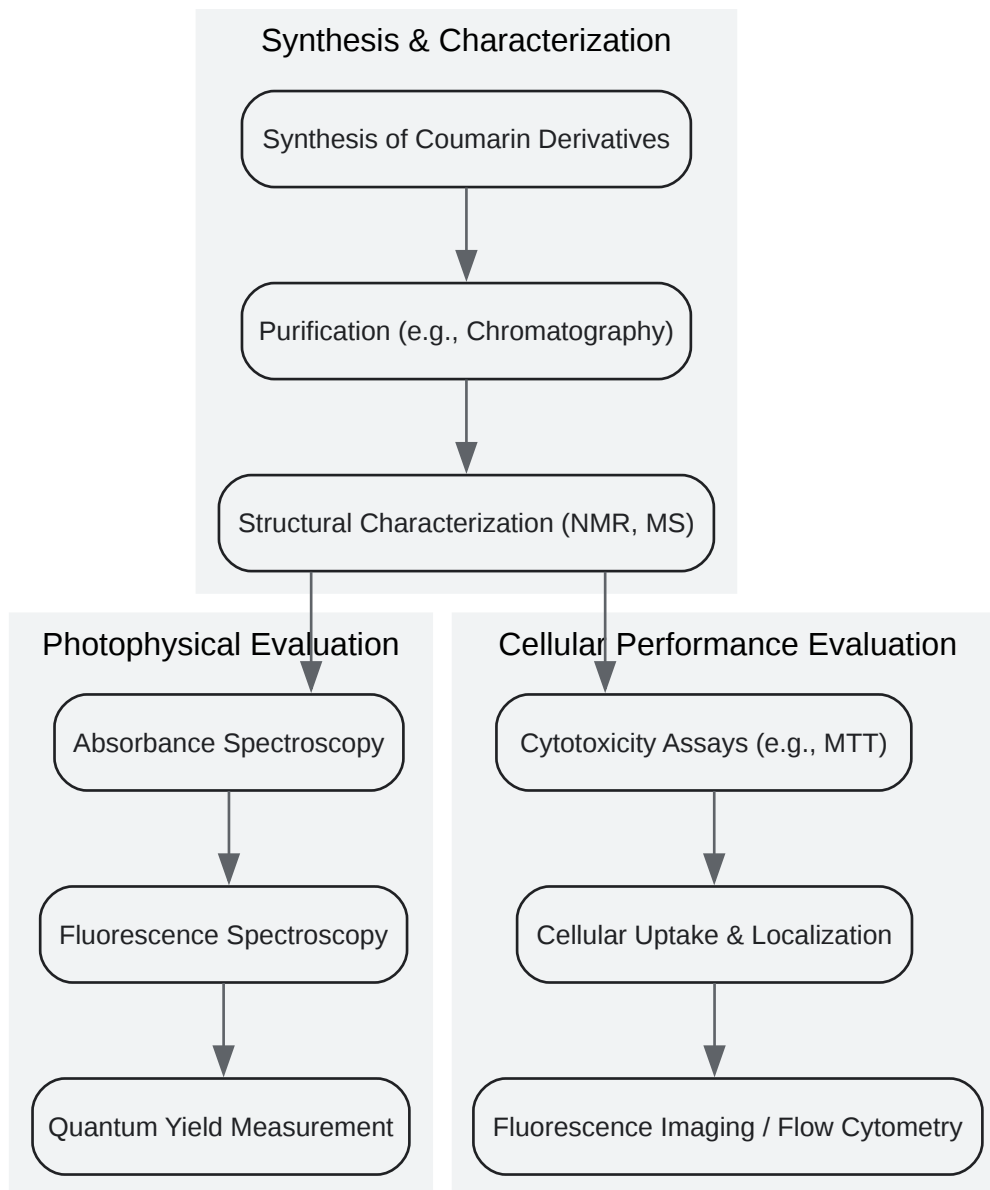 Synthesis & Characterization
Synthesis of Coumarin Derivatives
Purification (e.g., Chromatography)
Structural Characterization (NMR, MS)
Photophysical Evaluation
Absorbance Spectroscopy
Fluorescence Spectroscopy
Quantum Yield Measurement
Cellular Performance Evaluation
Cytotoxicity Assays (e.g., MTT)
Cellular Uptake & Localization
Fluorescence Imaging / Flow Cytometry